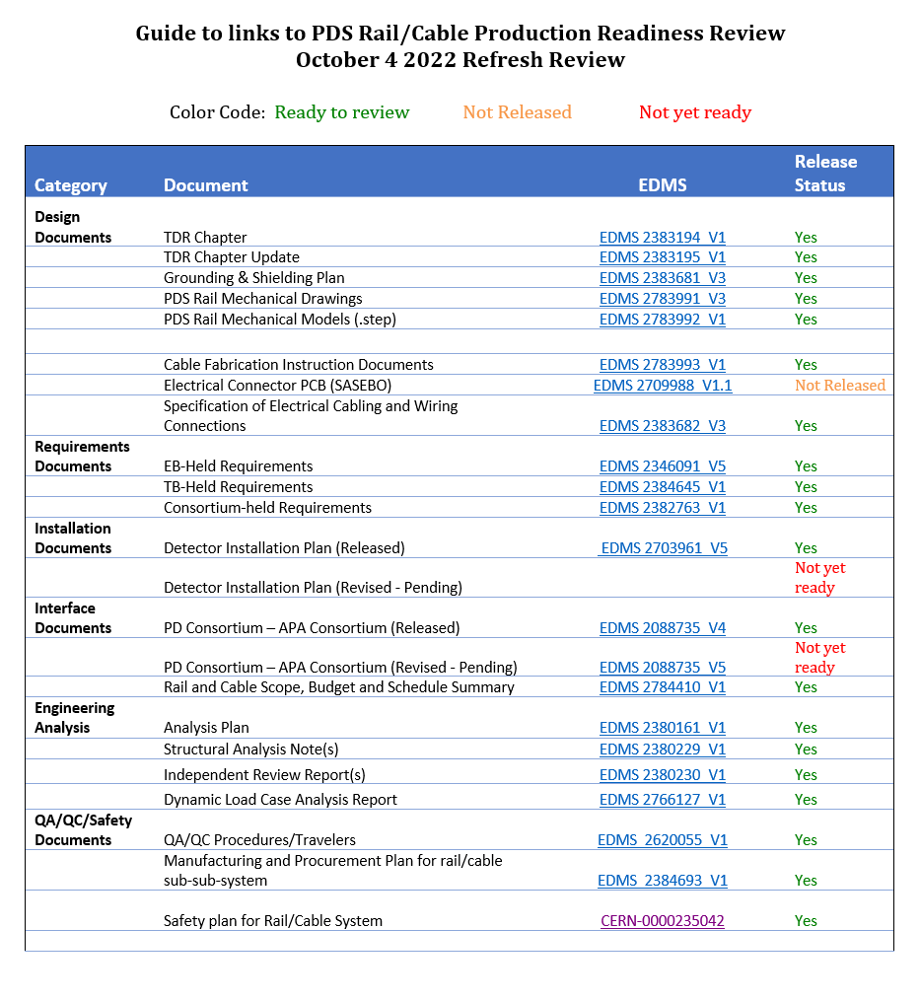 Guide to links to PDS Rail/Cable Production Readiness Review
October 4 2022 Refresh Review
Color Code: Ready to review Not Released Not yet ready
Category Document EDMS Release Status
Design Documents TDR Chapter EDMS 2383194 V1 Yes
TDR Chapter Update EDMS 2383195 V1 Yes
Grounding & Shielding Plan EDMS 2383681 V3 Yes
PDS Rail Mechanical Drawings EDMS 2783991 V3 Yes
PDS Rail Mechanical Models (.step) EDMS 2783992 V1 Yes
Cable Fabrication Instruction Documents EDMS 2783993 V1 Yes
Electrical Connector PCB (SASEBO) EDMS 2709988 V1.1 Not Released
Specification of Electrical Cabling and Wiring
Connections EDMS 2383682 V3 Yes
Requirements
Documents EB-Held Requirements EDMS 2346091 V5 Yes
TB-Held Requirements EDMS 2384645 V1 Yes
Consortium-held Requirements EDMS 2382763 V1 Yes
Installation
Documents Detector Installation Plan (Released) EDMS 2703961 V5 Yes
Detector Installation Plan (Revised - Pending) Not yet ready
Interface
Documents PD Consortium – APA Consortium (Released) EDMS 2088735 V4 Yes
PD Consortium – APA Consortium (Revised - Pending) EDMS 2088735 V5 Not yet ready
Rail and Cable Scope, Budget and Schedule Summary EDMS 2784410 V1 Yes
Engineering
Analysis Analysis Plan EDMS 2380161 V1 Yes
Structural Analysis Note(s) EDMS 2380229 V1 Yes
Independent Review Report(s) EDMS 2380230 V1 Yes
Dynamic Load Case Analysis Report EDMS 2766127 V1 Yes
QA/QC/Safety
Documents QA/QC Procedures/Travelers EDMS 2620055 V1 Yes
Manufacturing and Procurement Plan for rail/cable
sub-sub-system EDMS 2384693 V1 Yes
Safety plan for Rail/Cable System CERN-0000235042 Yes